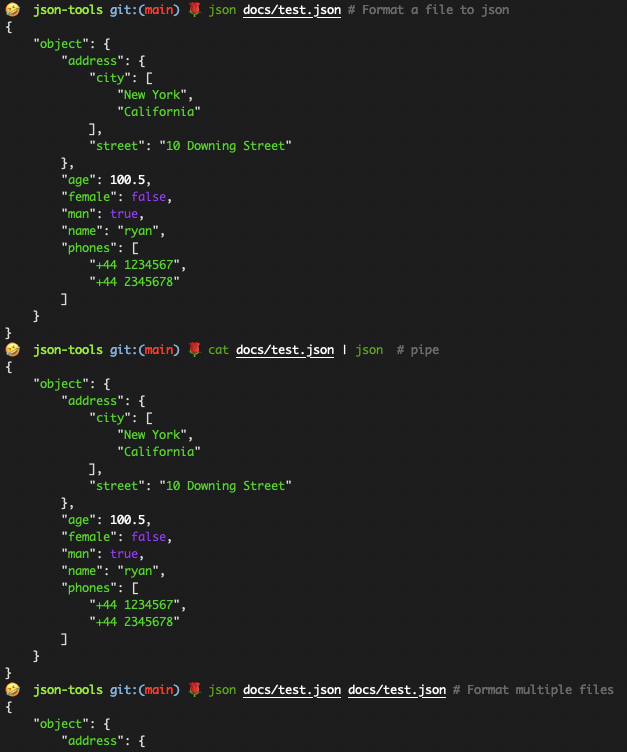 json-tools git:(main) json docs/test.json # Format a file to json
{
    "object": {
        "address": {
            "city": [
                "New York",
                "California"
            ],
            "street": "10 Downing Street"
        },
        "age": 100.5,
        "female": false,
        "man": true,
        "name": "ryan",
        "phones": [
            "+44 1234567",
            "+44 2345678"
        ]
    }
}
json-tools git:(main) cat docs/test.json | json  # pipe
{
    "object": {
        "address": {
            "city": [
                "New York",
                "California"
            ],
            "street": "10 Downing Street"
        },
        "age": 100.5,
        "female": false,
        "man": true,
        "name": "ryan",
        "phones": [
            "+44 1234567",
            "+44 2345678"
        ]
    }
}
json-tools git:(main) json docs/test.json docs/test.json # Format multiple files
{
    "object": {
        "address": {